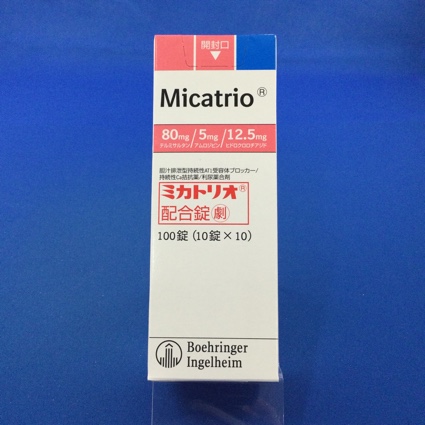 開封口
Micatrio®
80mg/5mg/12.5mg
テルミサルタン/アムロジピン/ヒドロクロロチアジド
胆汁排泄型持続性AT1受容体ブロッカー/
持続性Ca拮抗薬/利尿薬合剤
ミカトリオ®
配合錠 劇
100錠(10錠×10)
Boehringer
Ingelheim